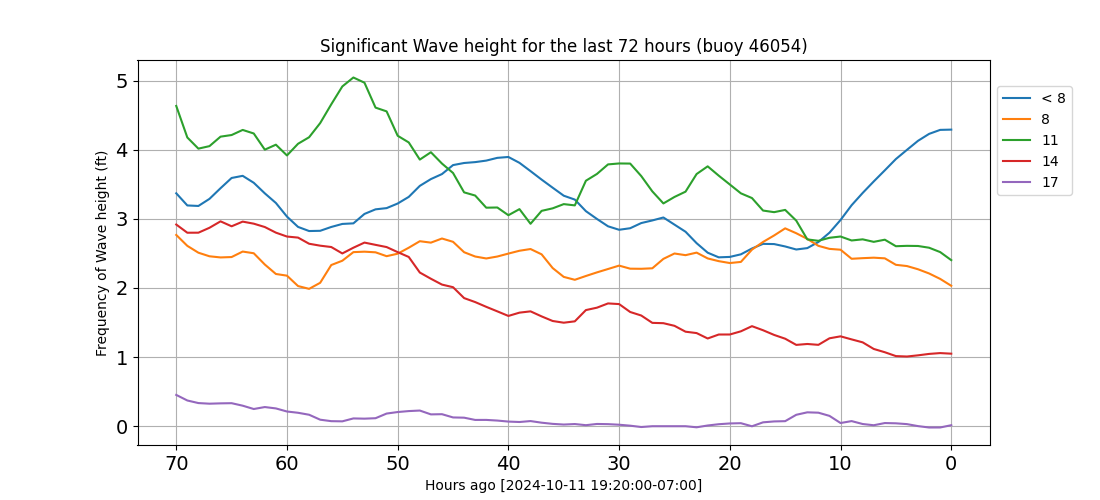 Significant Wave height for the last 72 hours (buoy 46054)
Frequency of Wave height (ft)
5
4
3
2
1
0
70 60 50 40 30 20 10 0
Hours ago [2024-10-11 19:20:00-07:00]
< 8
8
11
14
17